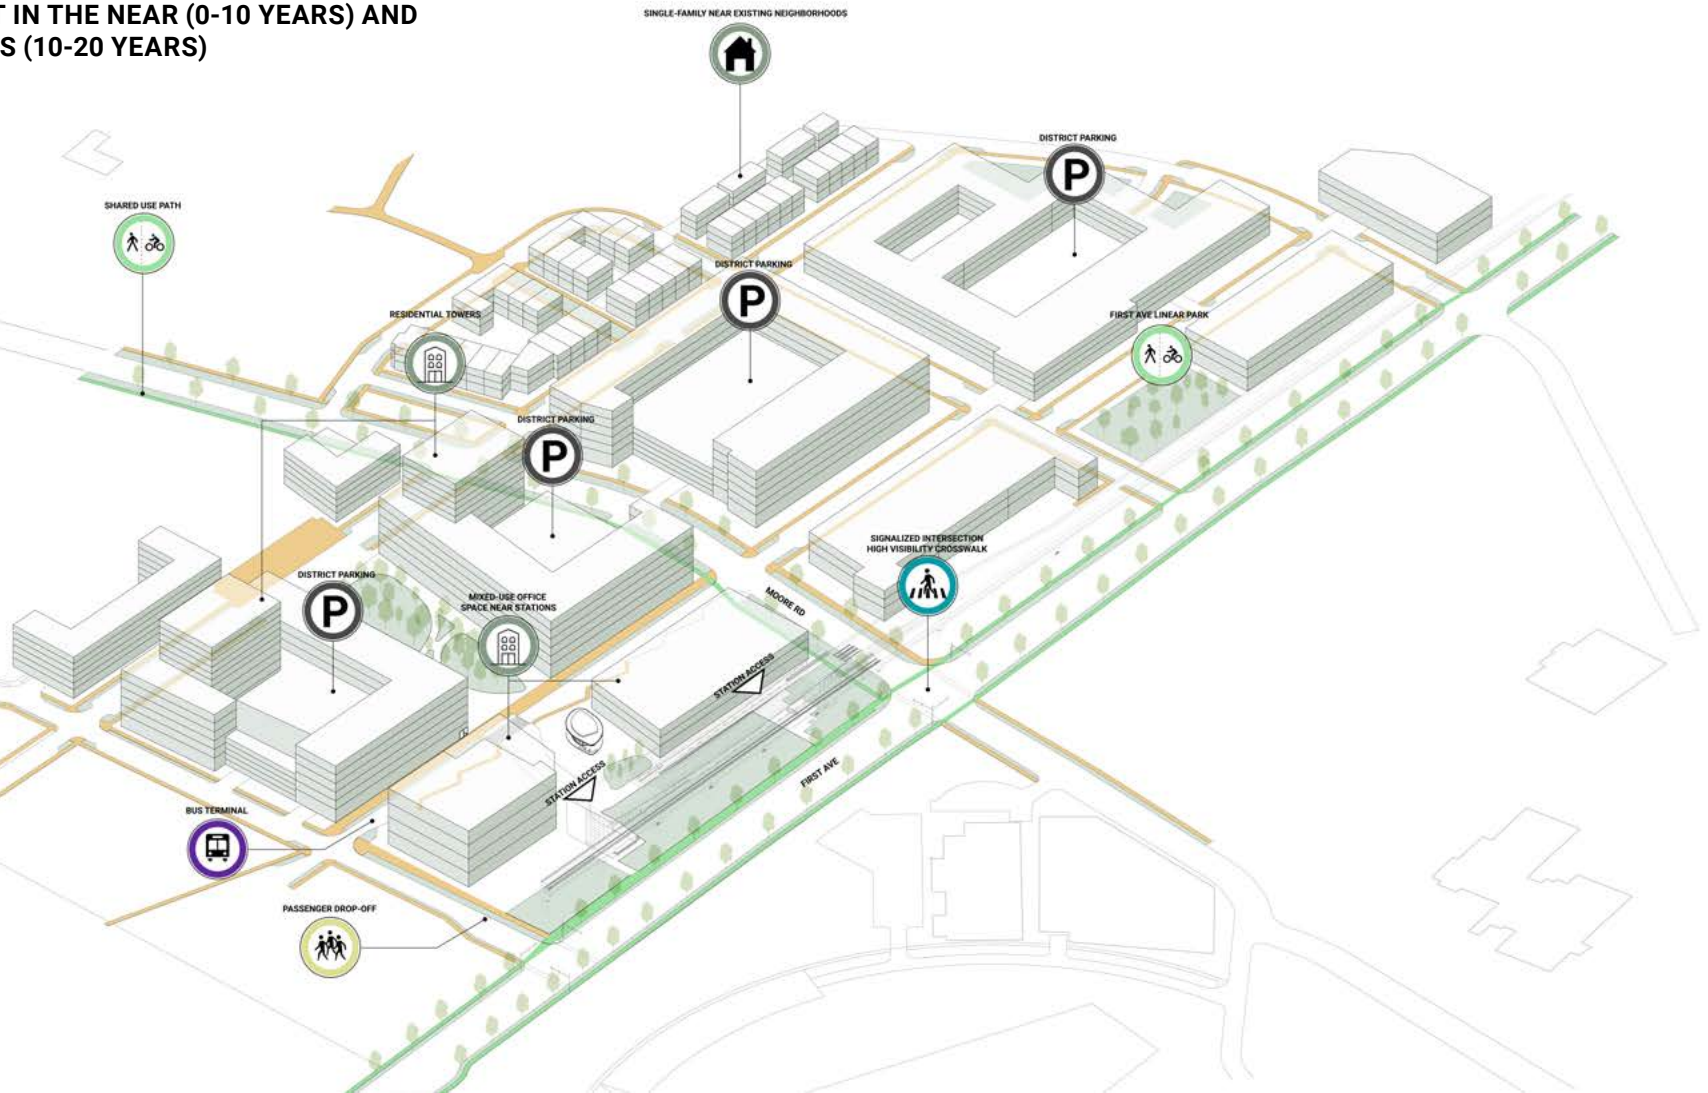 T IN THE NEAR (0-10 YEARS) AND
S (10-20 YEARS)
SINGLE-FAMILY NEAR EXISTING NEIGHBORHOODS
DISTRICT PARKING
P
SHARED USE PATH
DISTRICT PARKING
P
RESIDENTIAL TOWERS
FIRST AVE LINEAR PARK
DISTRICT PARKING
P
SIGNALIZED INTERSECTION
HIGH VISIBILITY CROSSWALK
DISTRICT PARKING
P
MIXED-USE OFFICE
SPACE NEAR STATIONS
MOORE RD
STATION ACCESS
STATION ACCESS
FIRST AVE
BUS TERMINAL
PASSENGER DROP-OFF